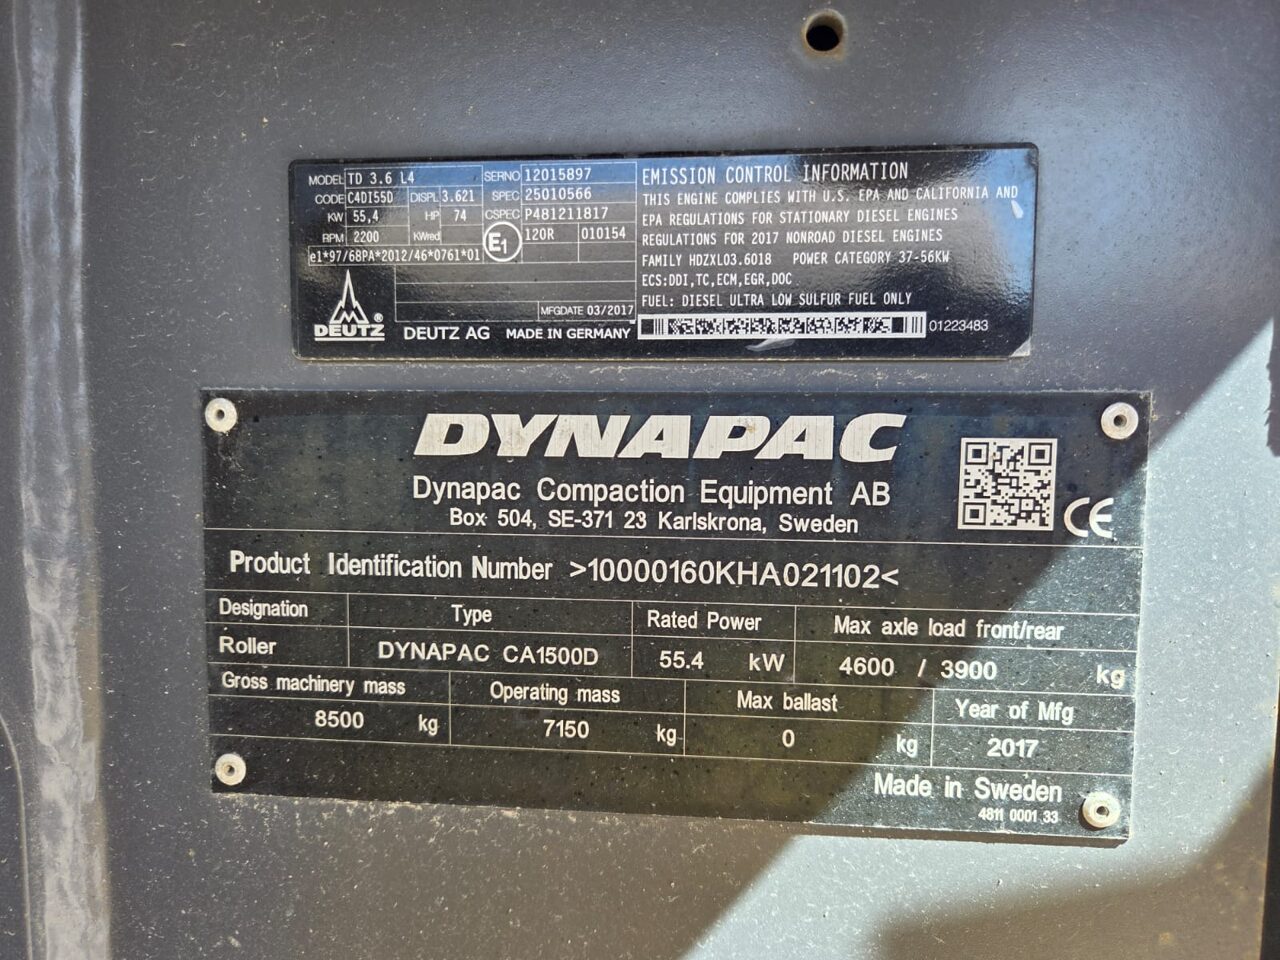 MODEL TD 3.6 L4 SERNO 12015897
CODE C4DI55D DISPL 3.621 SPEC 25010566
KW 55,4 HP 74 CSPEC P481211817
RPM 2200 KWred E1 120R 010154
e1*97/68PA*2012/46*0761*01
MFGDATE 03/2017
DEUTZ ® DEUTZ AG MADE IN GERMANY
EMISSION CONTROL INFORMATION
THIS ENGINE COMPLIES WITH U.S. EPA AND CALIFORNIA AND
EPA REGULATIONS FOR STATIONARY DIESEL ENGINES
REGULATIONS FOR 2017 NONROAD DIESEL ENGINES
FAMILY HDZXL03.6018 POWER CATEGORY 37-56KW
ECS:DDI,TC,ECM,EGR,DOC
FUEL: DIESEL ULTRA LOW SULFUR FUEL ONLY
01223483
DYNAPAC
Dynapac Compaction Equipment AB
Box 504, SE-371 23 Karlskrona, Sweden
CE
Product Identification Number >10000160KHA021102<
Designation Type Rated Power Max axle load front/rear
Roller DYNAPAC CA1500D 55.4 kW 4600 / 3900 kg
Gross machinery mass Operating mass Max ballast Year of Mfg
8500 kg 7150 kg 0 kg 2017
Made in Sweden
4811 0001 33